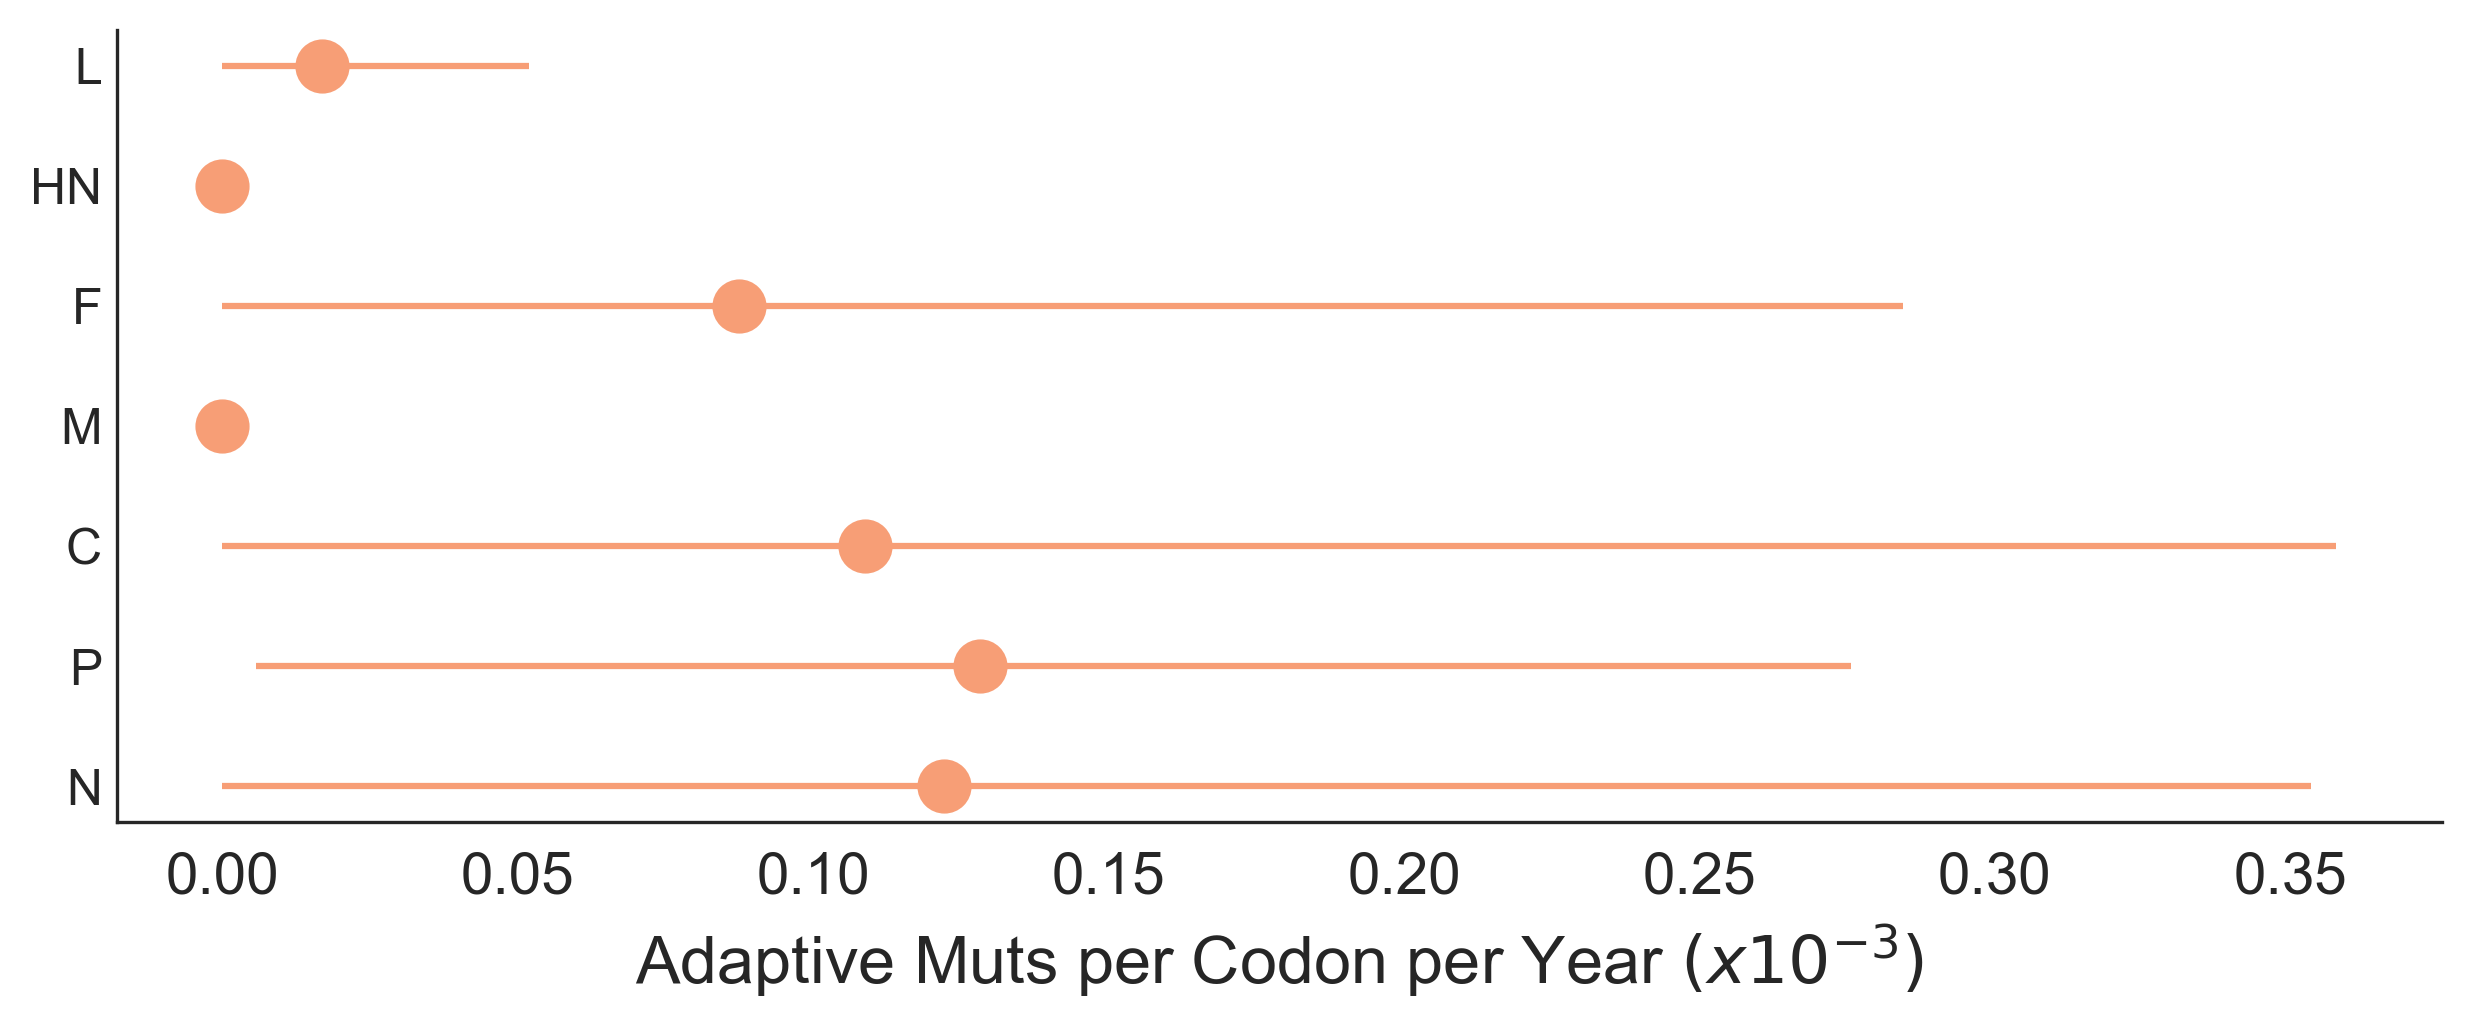 L
HN
F
M
C
P
N
0.00 0.05 0.10 0.15 0.20 0.25 0.30 0.35
Adaptive Muts per Codon per Year (x10⁻³)